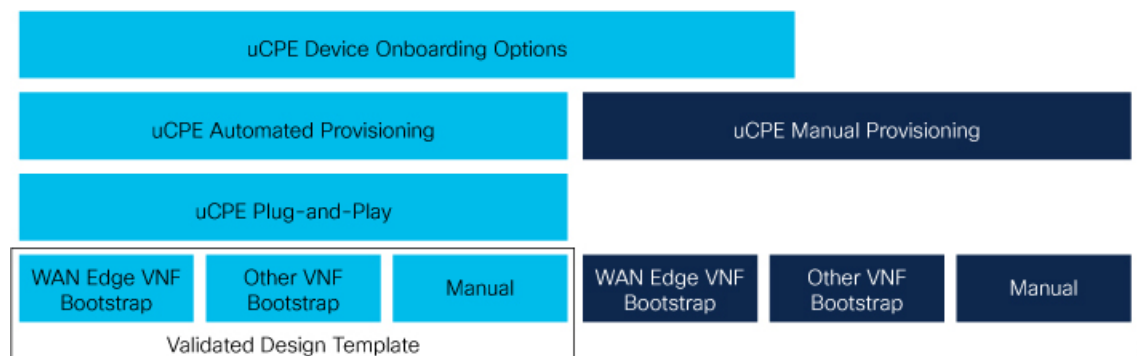 uCPE Device Onboarding Options
uCPE Automated Provisioning
uCPE Manual Provisioning
uCPE Plug-and-Play
WAN Edge VNF
Bootstrap
Other VNF
Bootstrap
Manual
WAN Edge VNF
Bootstrap
Other VNF
Bootstrap
Manual
Validated Design Template